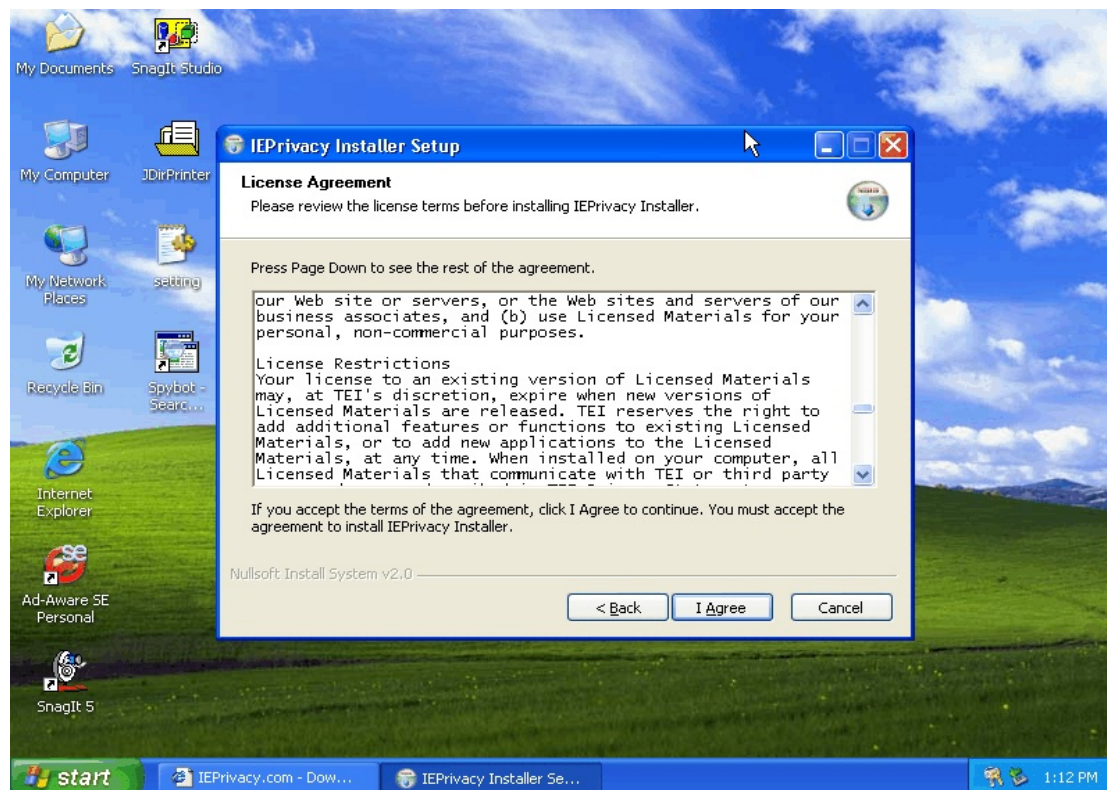 My Documents
SnagIt Studio
My Computer
JDirPrinter
My Network
Places
setting
Recycle Bin
Spybot -
Searc...
Internet
Explorer
Ad-Aware SE
Personal
SnagIt 5
IEPrivacy Installer Setup
License Agreement
Please review the license terms before installing IEPrivacy Installer.
Press Page Down to see the rest of the agreement.
our Web site or servers, or the Web sites and servers of our
business associates, and (b) use Licensed Materials for your
personal, non-commercial purposes.
License Restrictions
Your license to an existing version of Licensed Materials
may, at TEI's discretion, expire when new versions of
Licensed Materials are released. TEI reserves the right to
add additional features or functions to existing Licensed
Materials, or to add new applications to the Licensed
Materials, at any time. When installed on your computer, all
Licensed Materials that communicate with TEI or third party
If you accept the terms of the agreement, click I Agree to continue. You must accept the
agreement to install IEPrivacy Installer.
Nullsoft Install System v2.0
< Back
I Agree
Cancel
start
IEPrivacy.com - Dow...
IEPrivacy Installer Se...
1:12 PM